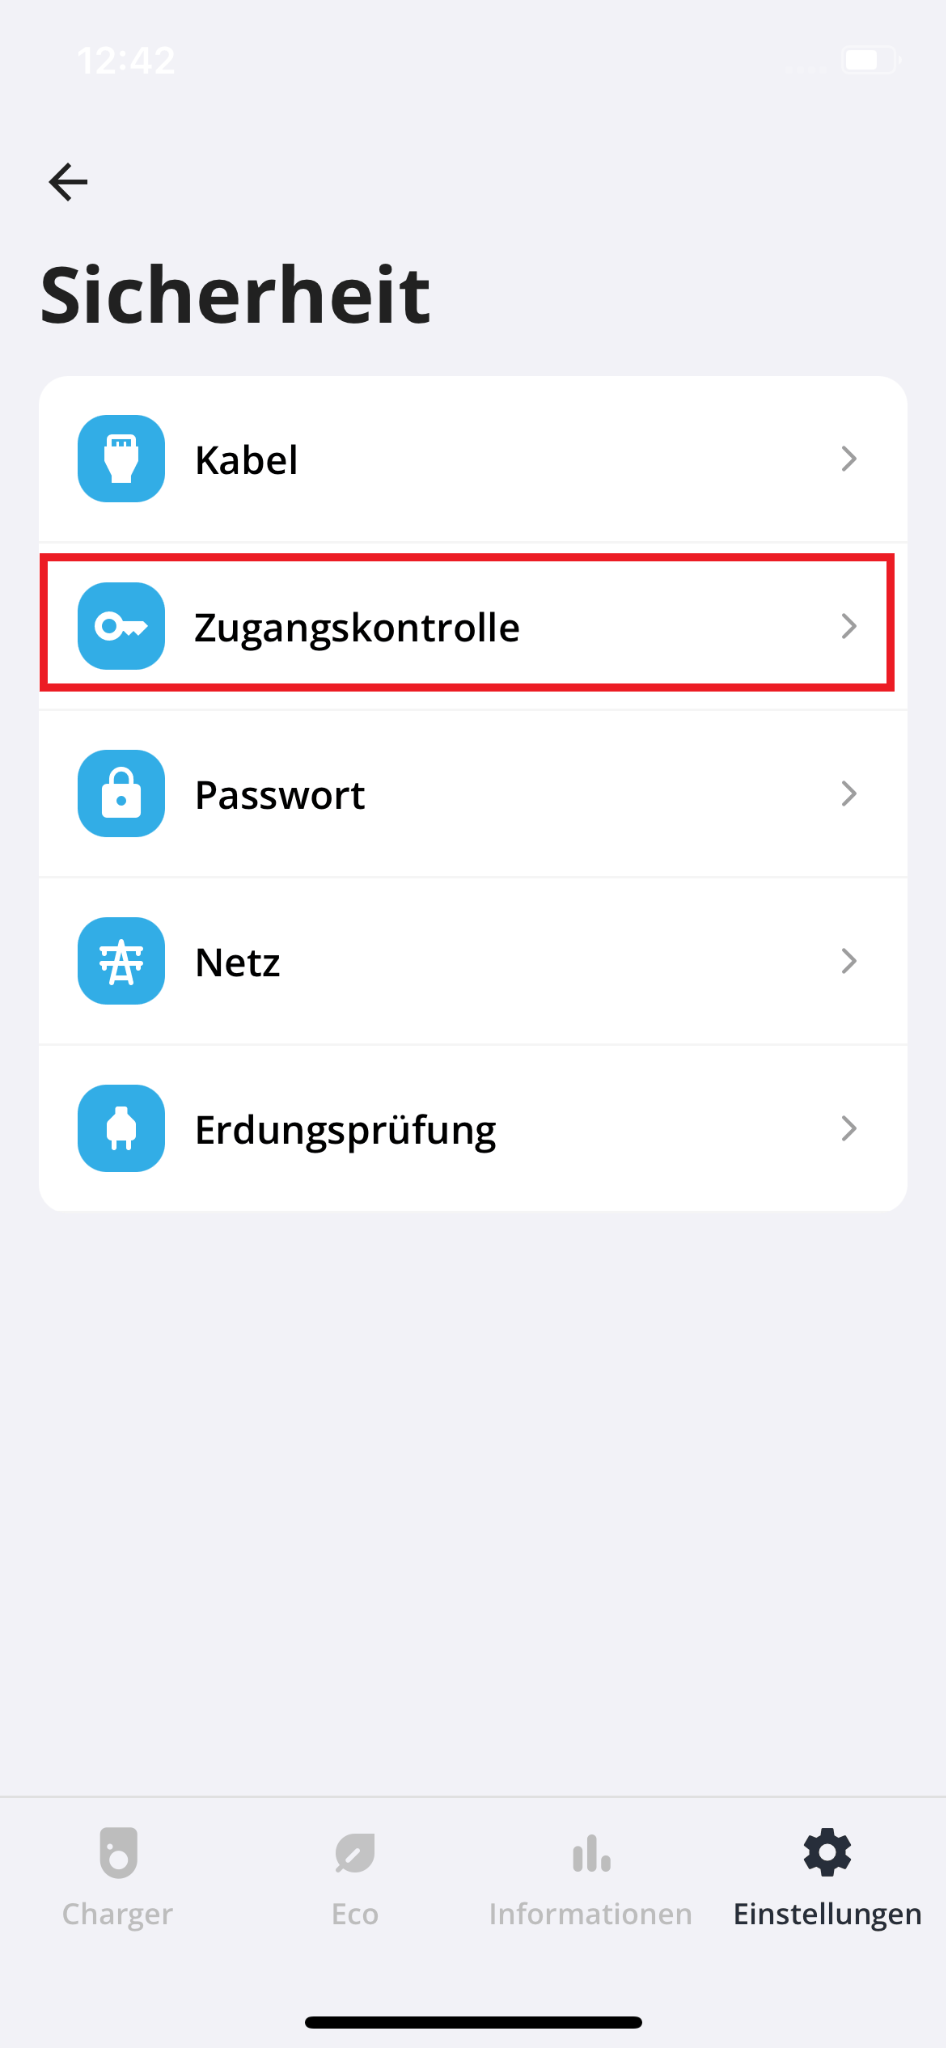 12:42
Sicherheit
Kabel
Zugangskontrolle
Passwort
Netz
Erdungsprüfung
Charger
Eco
Informationen
Einstellungen